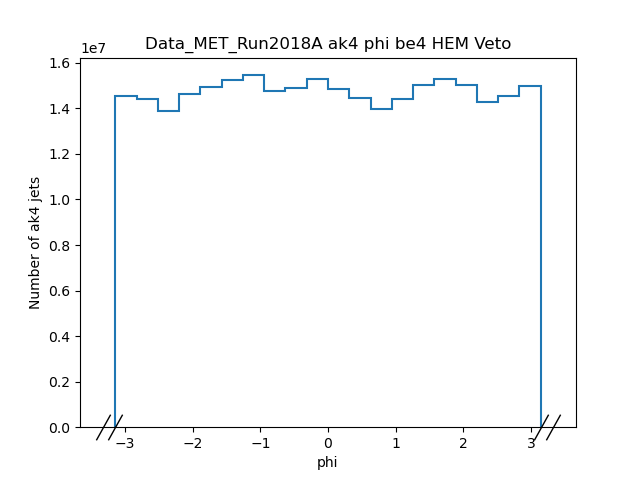 Data_MET_Run2018A ak4 phi be4 HEM Veto
1e7
1.6
1.4
1.2
1.0
0.8
0.6
0.4
0.2
0.0
Number of ak4 jets
−3 −2 −1 0 1 2 3
phi